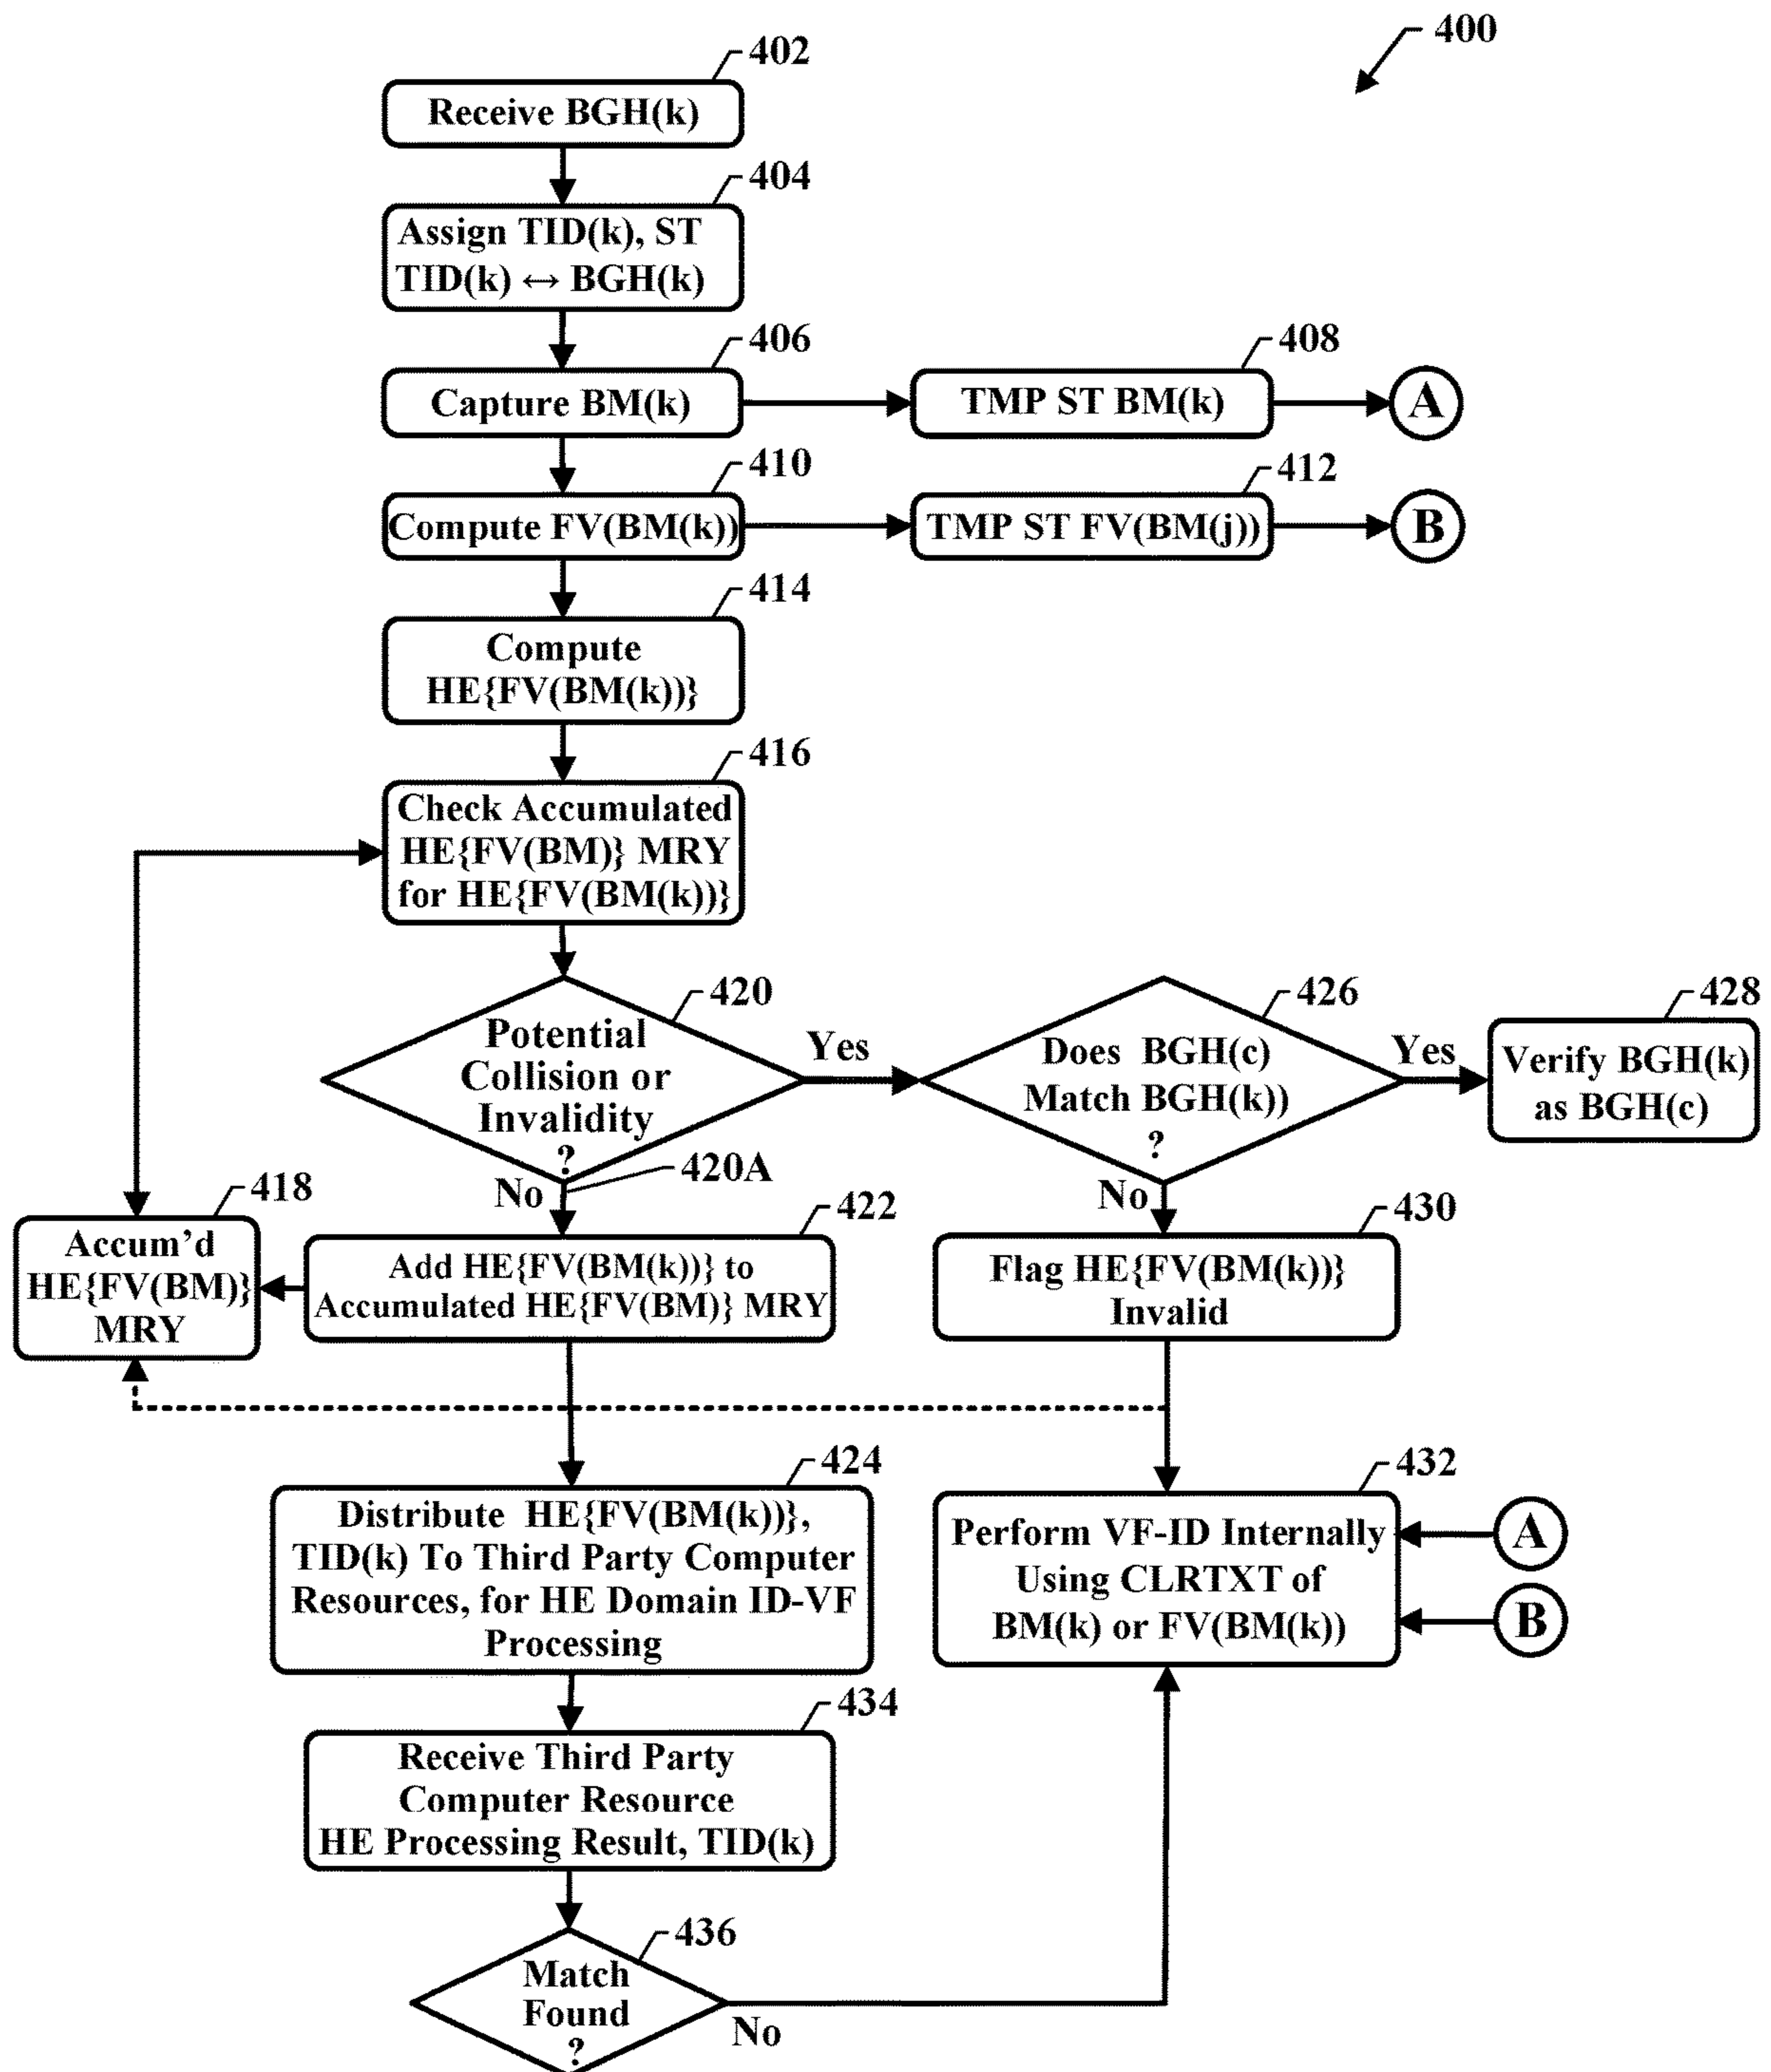 400
402
Receive BGH(k)
404
Assign TID(k), ST
TID(k) ↔ BGH(k)
406
Capture BM(k)
408
TMP ST BM(k)
A
410
Compute FV(BM(k))
412
TMP ST FV(BM(j))
B
414
Compute
HE{FV(BM(k))}
416
Check Accumulated
HE{FV(BM)} MRY
for HE{FV(BM(k))}
420
Potential
Collision or
Invalidity
?
Yes
426
Does BGH(c)
Match BGH(k))
?
Yes
428
Verify BGH(k)
as BGH(c)
No
420A
No
418
Accum'd
HE{FV(BM)}
MRY
422
Add HE{FV(BM(k))} to
Accumulated HE{FV(BM)} MRY
430
Flag HE{FV(BM(k))}
Invalid
424
Distribute HE{FV(BM(k))},
TID(k) To Third Party Computer
Resources, for HE Domain ID-VF
Processing
432
Perform VF-ID Internally
Using CLRTXT of
BM(k) or FV(BM(k))
A
B
434
Receive Third Party
Computer Resource
HE Processing Result, TID(k)
436
Match
Found
?
No